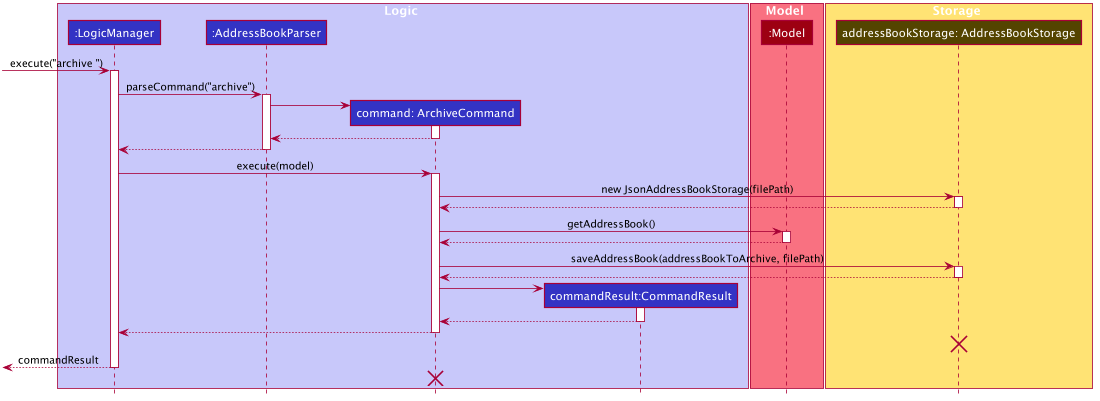 Logic
Model
Storage
:LogicManager
:AddressBookParser
:Model
addressBookStorage: AddressBookStorage
execute("archive ")
parseCommand("archive")
command: ArchiveCommand
execute(model)
new JsonAddressBookStorage(filePath)
getAddressBook()
saveAddressBook(addressBookToArchive, filePath)
commandResult:CommandResult
commandResult